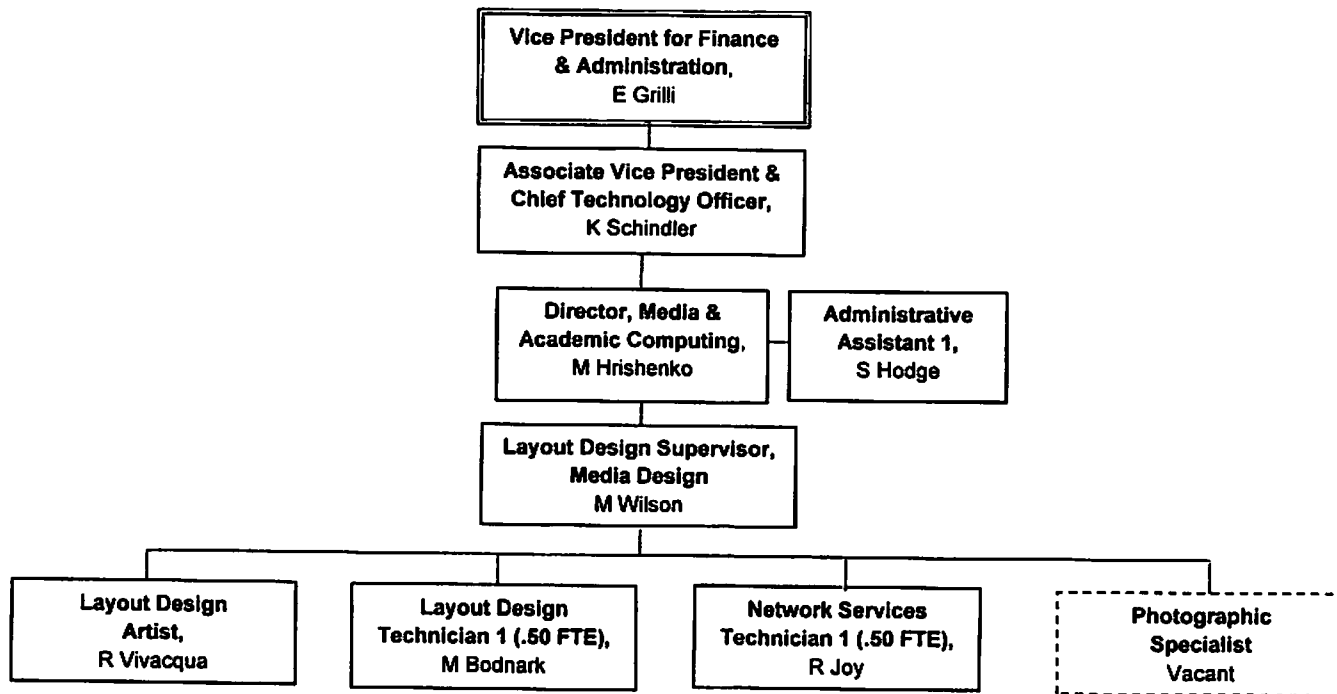 Vice President for Finance
& Administration,
E Grilli
Associate Vice President &
Chief Technology Officer,
K Schindler
Director, Media &
Academic Computing,
M Hrishenko
Administrative
Assistant 1,
S Hodge
Layout Design Supervisor,
Media Design
M Wilson
Layout Design
Artist,
R Vivacqua
Layout Design
Technician 1 (.50 FTE),
M Bodnark
Network Services
Technician 1 (.50 FTE),
R Joy
Photographic
Specialist
Vacant